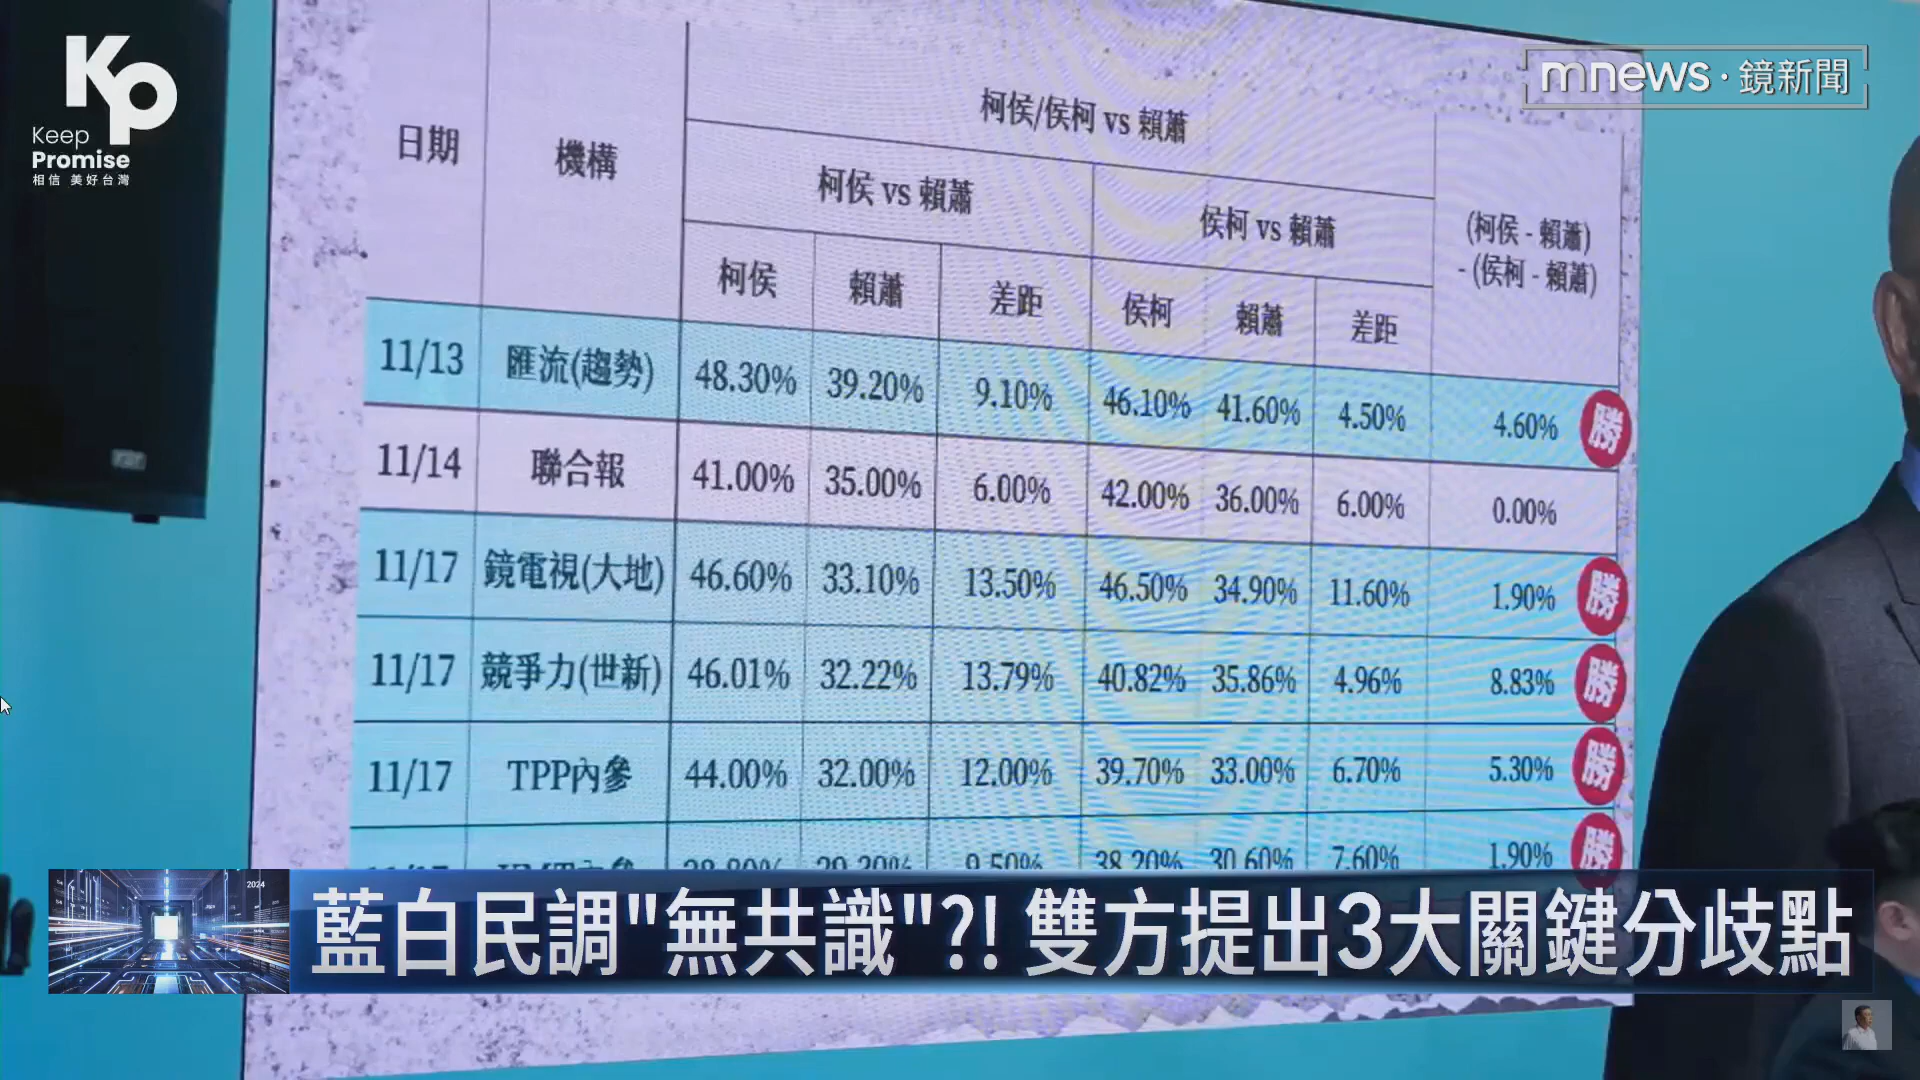 KP
Keep
Promise
相信 美好台灣
mnews · 鏡新聞
日期 機構 柯侯/侯柯 vs 賴蕭
柯侯 vs 賴蕭 侯柯 vs 賴蕭 (柯侯 - 賴蕭)
- (侯柯 - 賴蕭)
柯侯 賴蕭 差距 侯柯 賴蕭 差距
11/13 匯流(趨勢) 48.30% 39.20% 9.10% 46.10% 41.60% 4.50% 4.60% 勝
11/14 聯合報 41.00% 35.00% 6.00% 42.00% 36.00% 6.00% 0.00%
11/17 鏡電視(大地) 46.60% 33.10% 13.50% 46.50% 34.90% 11.60% 1.90% 勝
11/17 競爭力(世新) 46.01% 32.22% 13.79% 40.82% 35.86% 4.96% 8.83% 勝
11/17 TPP內參 44.00% 32.00% 12.00% 39.70% 33.00% 6.70% 5.30% 勝
9.50% 38.20% 30.60% 7.60% 1.90% 勝
2024
藍白民調"無共識"?! 雙方提出3大關鍵分歧點